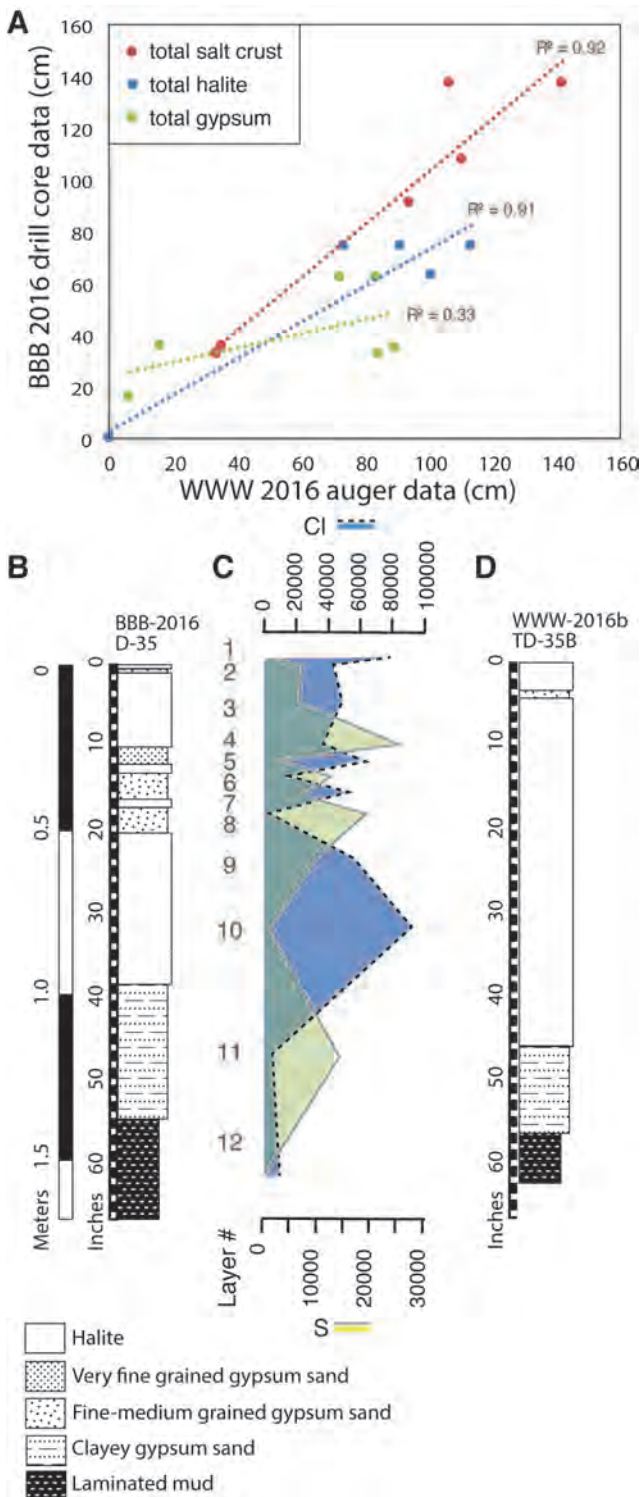 A
BBB 2016 drill core data (cm)
160
140
120
100
80
60
40
20
0
total salt crust
total halite
total gypsum
R² = 0.92
R² = 0.91
R² = 0.33
0 20 40 60 80 100 120 140 160
WWW 2016 auger data (cm)
B
BBB-2016
D-35
0
0.5
1.0
1.5
Meters
0
10
20
30
40
50
60
Inches
C
Cl
0
20000
40000
60000
80000
100000
1
2
3
4
5
6
7
8
9
10
11
12
Layer #
0
10000
20000
30000
S
D
WWW-2016b
TD-35B
0
10
20
30
40
50
60
Inches
Halite
Very fine grained gypsum sand
Fine-medium grained gypsum sand
Clayey gypsum sand
Laminated mud